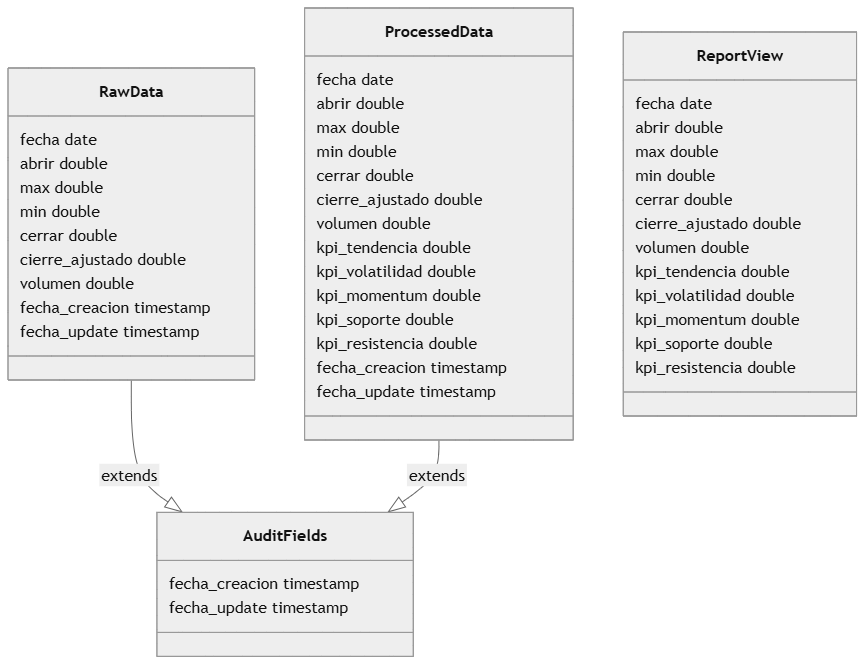 RawData
fecha date
abrir double
max double
min double
cerrar double
cierre_ajustado double
volumen double
fecha_creacion timestamp
fecha_update timestamp
ProcessedData
fecha date
abrir double
max double
min double
cerrar double
cierre_ajustado double
volumen double
kpi_tendencia double
kpi_volatilidad double
kpi_momentum double
kpi_soporte double
kpi_resistencia double
fecha_creacion timestamp
fecha_update timestamp
ReportView
fecha date
abrir double
max double
min double
cerrar double
cierre_ajustado double
volumen double
kpi_tendencia double
kpi_volatilidad double
kpi_momentum double
kpi_soporte double
kpi_resistencia double
extends
extends
AuditFields
fecha_creacion timestamp
fecha_update timestamp